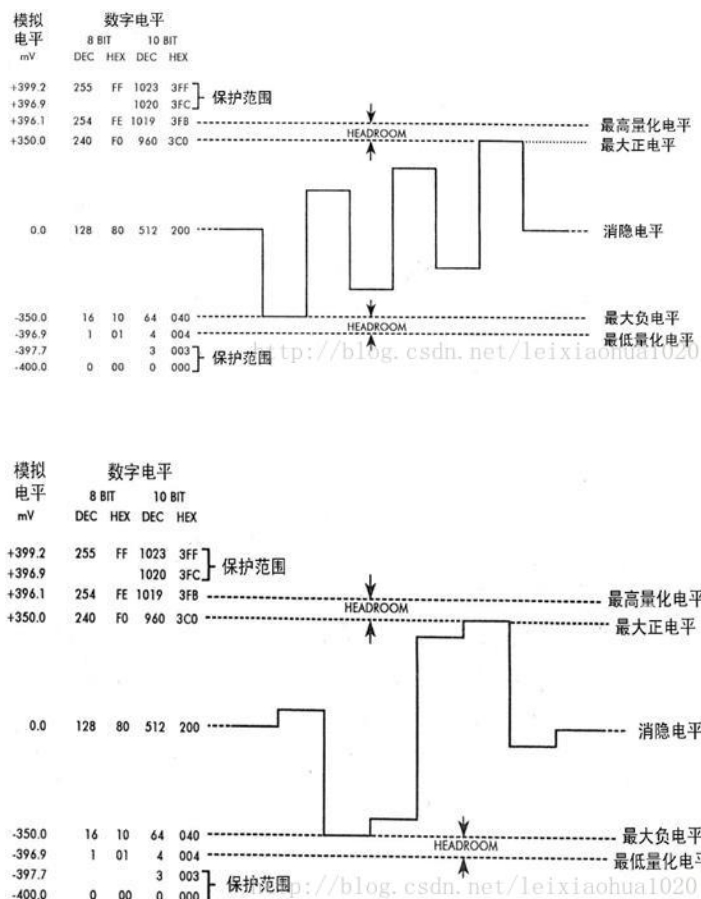 模拟 数字电平
电平 8 BIT 10 BIT
mV DEC HEX DEC HEX
+399.2 255 FF 1023 3FF
保护范围
+396.9 1020 3FC
+396.1 254 FE 1019 3FB 最高量化电平
HEADROOM
+350.0 240 F0 960 3C0 最大正电平
0.0 128 80 512 200 消隐电平
-350.0 16 10 64 040 最大负电平
HEADROOM
-396.9 1 01 4 004 最低量化电平
-397.7 3 003
保护范围 http://blog.csdn.net/leixiaohua1020
-400.0 0 00 0 000
模拟 数字电平
电平 8 BIT 10 BIT
mV DEC HEX DEC HEX
+399.2 255 FF 1023 3FF
保护范围
+396.9 1020 3FC
+396.1 254 FE 1019 3FB 最高量化电平
HEADROOM
+350.0 240 F0 960 3C0 最大正电平
0.0 128 80 512 200 消隐电平
-350.0 16 10 64 040 最大负电平
HEADROOM
-396.9 1 01 4 004 最低量化电平
-397.7 3 003
保护范围 http://blog.csdn.net/leixiaohua1020
-400.0 0 00 0 000